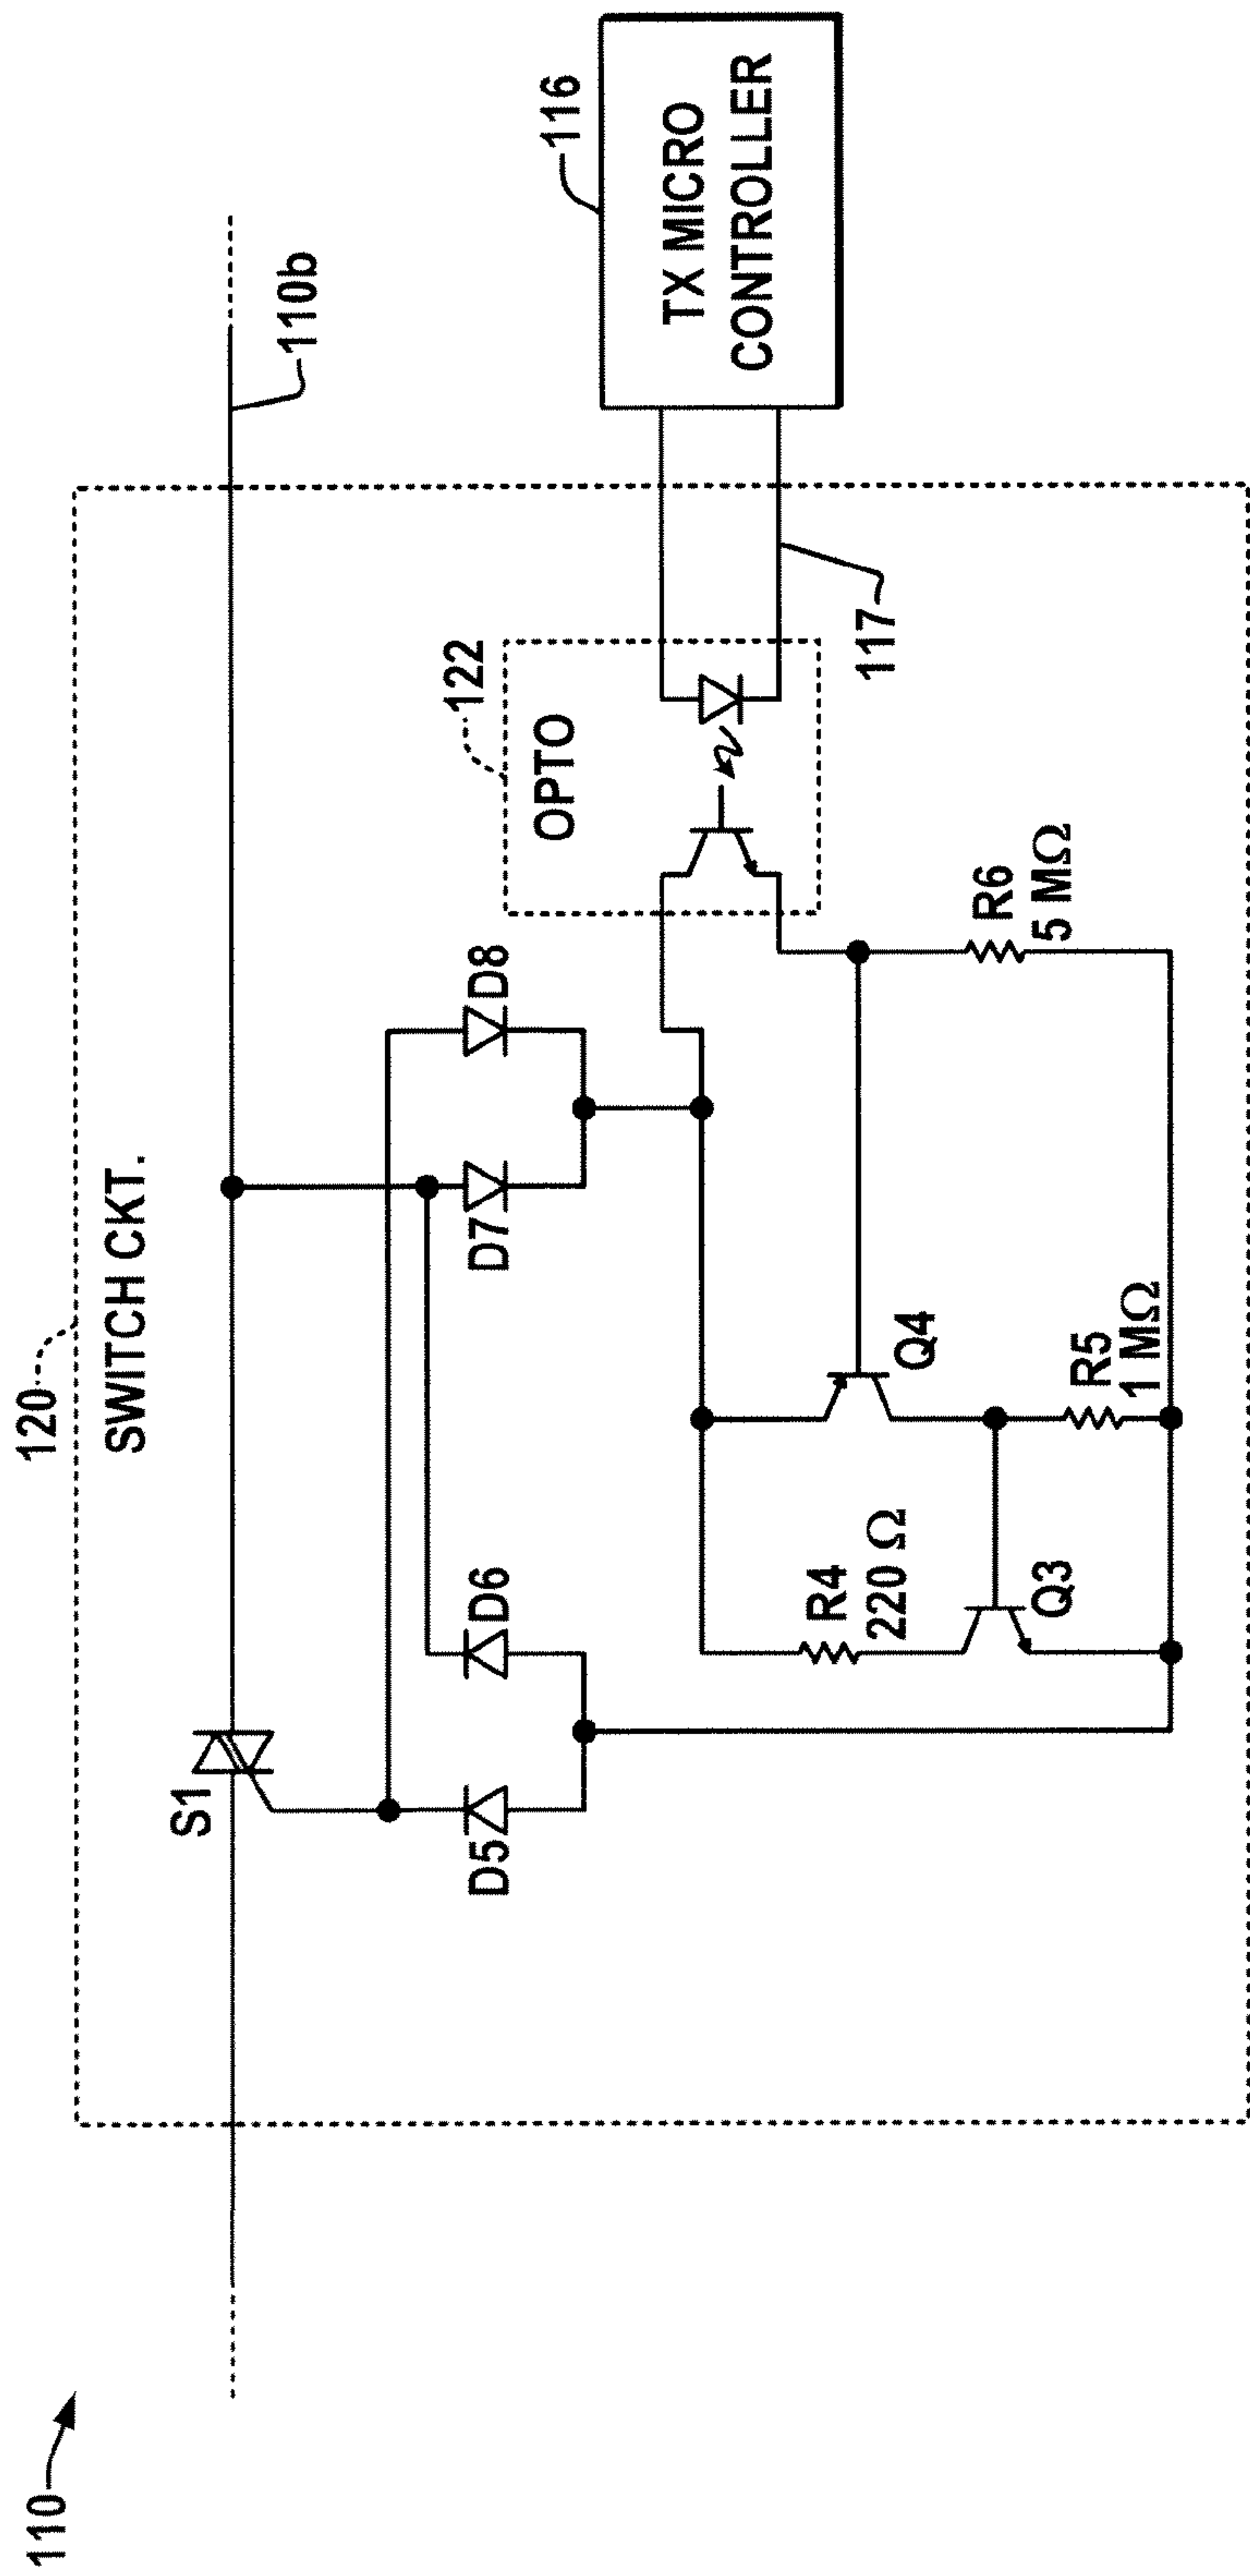 110
120
SWITCH CKT.
110b
S1
D5
D6
D7
D8
122
OPTO
116
TX MICRO
CONTROLLER
117
R4
220 Ω
Q3
Q4
R5
1 MΩ
R6
5 MΩ